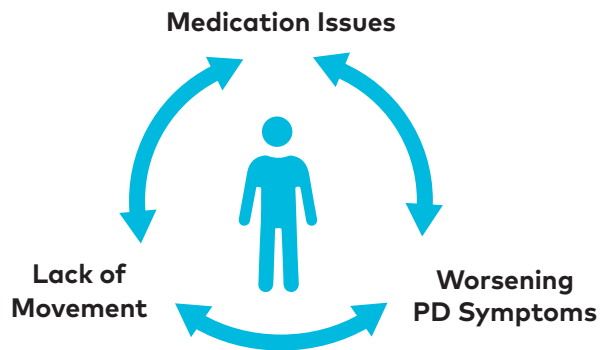 Medication Issues
Lack of
Movement
Worsening
PD Symptoms